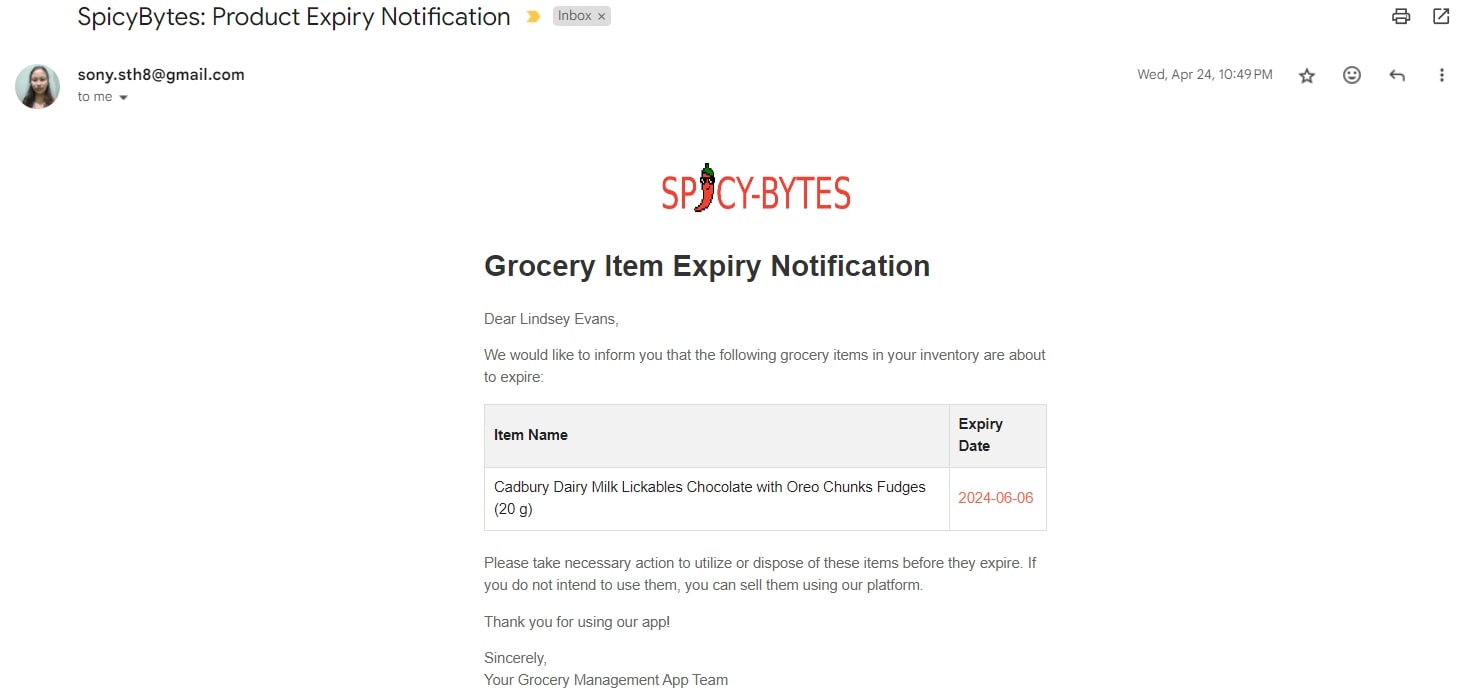 SpicyBytes: Product Expiry Notification
Inbox ×
sony.sth8@gmail.com
Wed, Apr 24, 10:49 PM
to me
SPICY-BYTES
Grocery Item Expiry Notification
Dear Lindsey Evans,
We would like to inform you that the following grocery items in your inventory are about
to expire:
Item Name
Expiry
Date
Cadbury Dairy Milk Lickables Chocolate with Oreo Chunks Fudges
(20 g)
2024-06-06
Please take necessary action to utilize or dispose of these items before they expire. If
you do not intend to use them, you can sell them using our platform.
Thank you for using our app!
Sincerely,
Your Grocery Management App Team